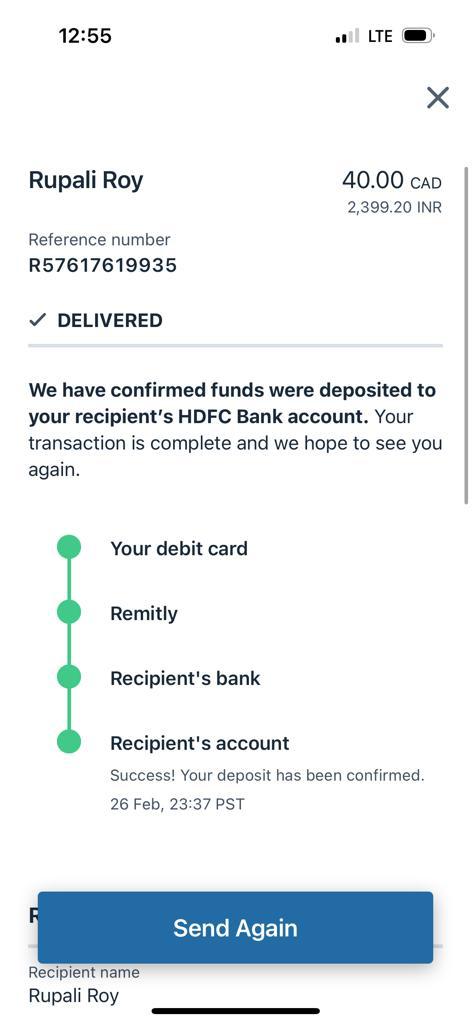 12:55
LTE
Rupali Roy
40.00 CAD
2,399.20 INR
Reference number
R57617619935
DELIVERED
We have confirmed funds were deposited to
your recipient's HDFC Bank account. Your
transaction is complete and we hope to see you
again.
Your debit card
Remitly
Recipient's bank
Recipient's account
Success! Your deposit has been confirmed.
26 Feb, 23:37 PST
Send Again
Recipient name
Rupali Roy